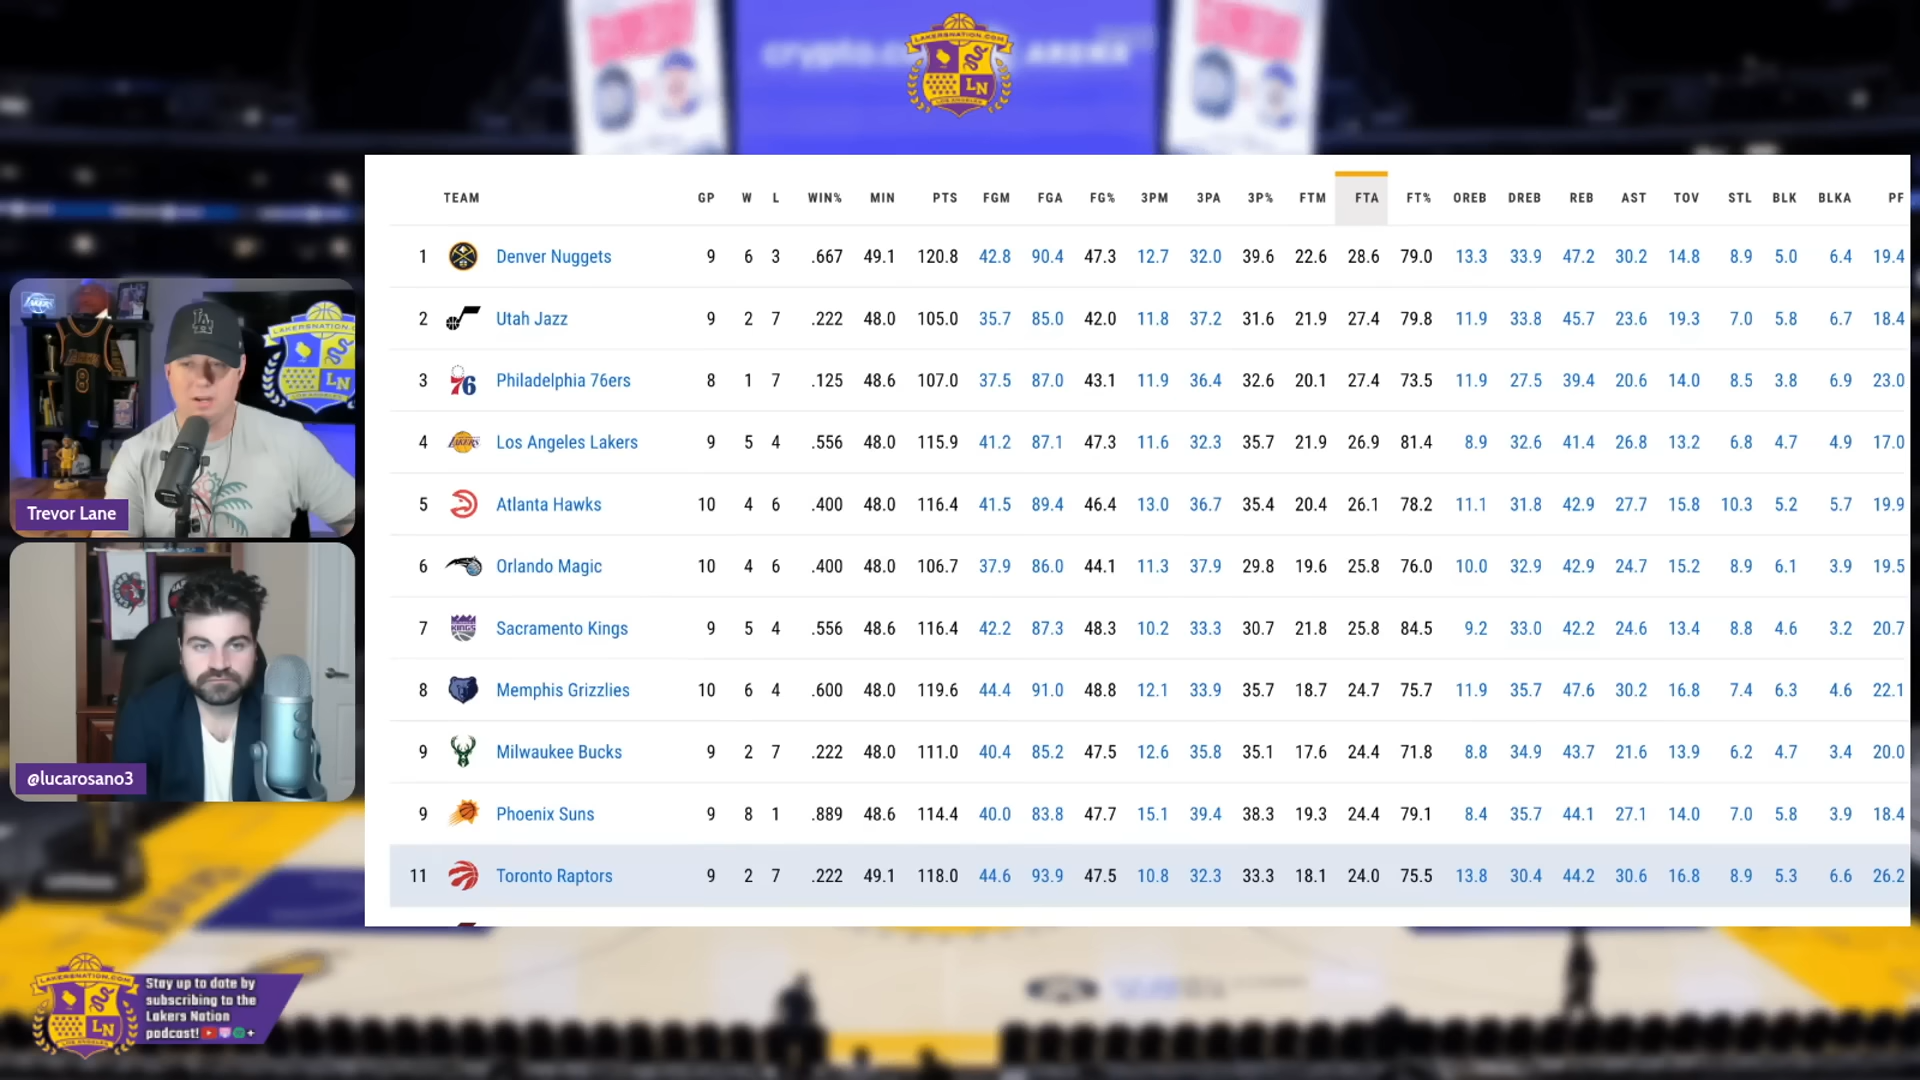 LAKERSNATION.COM
LN
LOS ANGELES
crypto.c
ARENA
TEAM GP W L WIN% MIN PTS FGM FGA FG% 3PM 3PA 3P% FTM FTA FT% OREB DREB REB AST TOV STL BLK BLKA PF
1 Denver Nuggets 9 6 3 .667 49.1 120.8 42.8 90.4 47.3 12.7 32.0 39.6 22.6 28.6 79.0 13.3 33.9 47.2 30.2 14.8 8.9 5.0 6.4 19.4
2 Utah Jazz 9 2 7 .222 48.0 105.0 35.7 85.0 42.0 11.8 37.2 31.6 21.9 27.4 79.8 11.9 33.8 45.7 23.6 19.3 7.0 5.8 6.7 18.4
3 76 Philadelphia 76ers 8 1 7 .125 48.6 107.0 37.5 87.0 43.1 11.9 36.4 32.6 20.1 27.4 73.5 11.9 27.5 39.4 20.6 14.0 8.5 3.8 6.9 23.0
4 LAKERS Los Angeles Lakers 9 5 4 .556 48.0 115.9 41.2 87.1 47.3 11.6 32.3 35.7 21.9 26.9 81.4 8.9 32.6 41.4 26.8 13.2 6.8 4.7 4.9 17.0
5 Atlanta Hawks 10 4 6 .400 48.0 116.4 41.5 89.4 46.4 13.0 36.7 35.4 20.4 26.1 78.2 11.1 31.8 42.9 27.7 15.8 10.3 5.2 5.7 19.9
6 Orlando Magic 10 4 6 .400 48.0 106.7 37.9 86.0 44.1 11.3 37.9 29.8 19.6 25.8 76.0 10.0 32.9 42.9 24.7 15.2 8.9 6.1 3.9 19.5
7 KINGS Sacramento Kings 9 5 4 .556 48.6 116.4 42.2 87.3 48.3 10.2 33.3 30.7 21.8 25.8 84.5 9.2 33.0 42.2 24.6 13.4 8.8 4.6 3.2 20.7
8 Memphis Grizzlies 10 6 4 .600 48.0 119.6 44.4 91.0 48.8 12.1 33.9 35.7 18.7 24.7 75.7 11.9 35.7 47.6 30.2 16.8 7.4 6.3 4.6 22.1
9 Milwaukee Bucks 9 2 7 .222 48.0 111.0 40.4 85.2 47.5 12.6 35.8 35.1 17.6 24.4 71.8 8.8 34.9 43.7 21.6 13.9 6.2 4.7 3.4 20.0
9 Phoenix Suns 9 8 1 .889 48.6 114.4 40.0 83.8 47.7 15.1 39.4 38.3 19.3 24.4 79.1 8.4 35.7 44.1 27.1 14.0 7.0 5.8 3.9 18.4
11 Toronto Raptors 9 2 7 .222 49.1 118.0 44.6 93.9 47.5 10.8 32.3 33.3 18.1 24.0 75.5 13.8 30.4 44.2 30.6 16.8 8.9 5.3 6.6 26.2
LAKERS
LA
8
LAKERSNATION
LN
Trevor Lane
@lucarosano3
LAKERSNATION.COM
LN
LOS ANGELES
Stay up to date by
subscribing to the
Lakers Nation
podcast! +